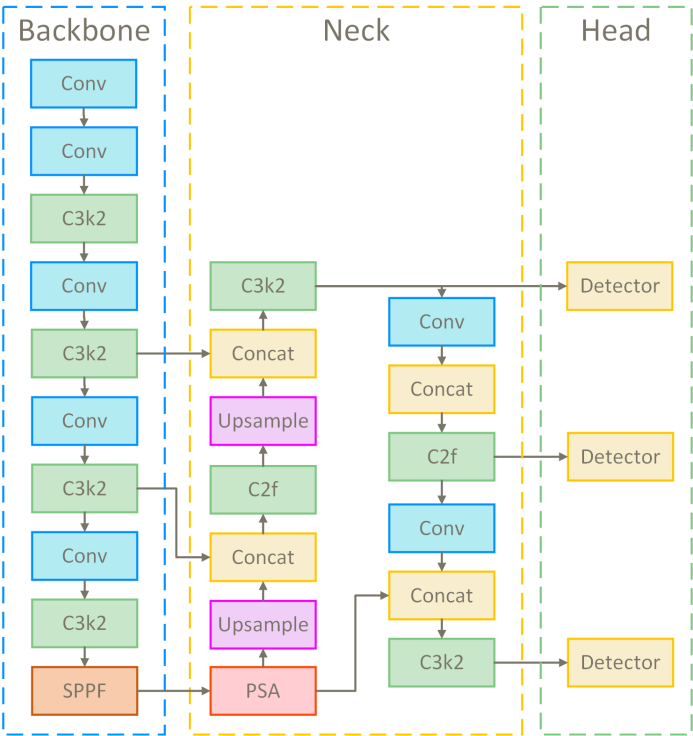 Backbone
Conv
Conv
C3k2
Conv
C3k2
Conv
C3k2
Conv
C3k2
SPPF
Neck
C3k2
Concat
Upsample
C2f
Concat
Upsample
PSA
Conv
Concat
C2f
Conv
Concat
C3k2
Head
Detector
Detector
Detector